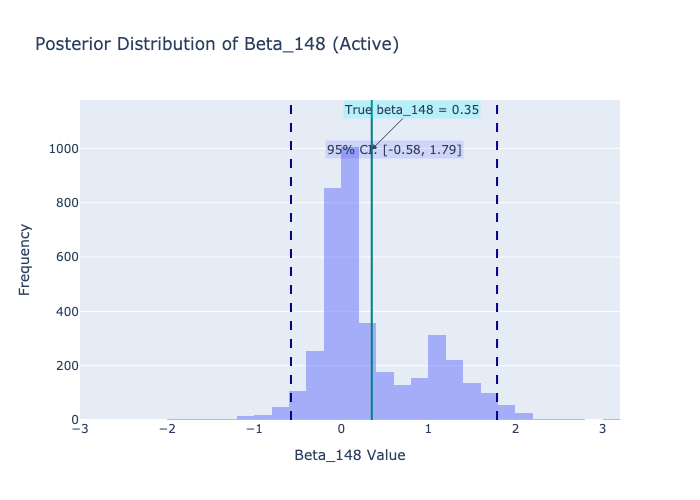 Posterior Distribution of Beta_148 (Active)
True beta_148 = 0.35
95% CI: [-0.58, 1.79]
1000
800
600
400
200
0
Frequency
−3
−2
−1
0
1
2
3
Beta_148 Value